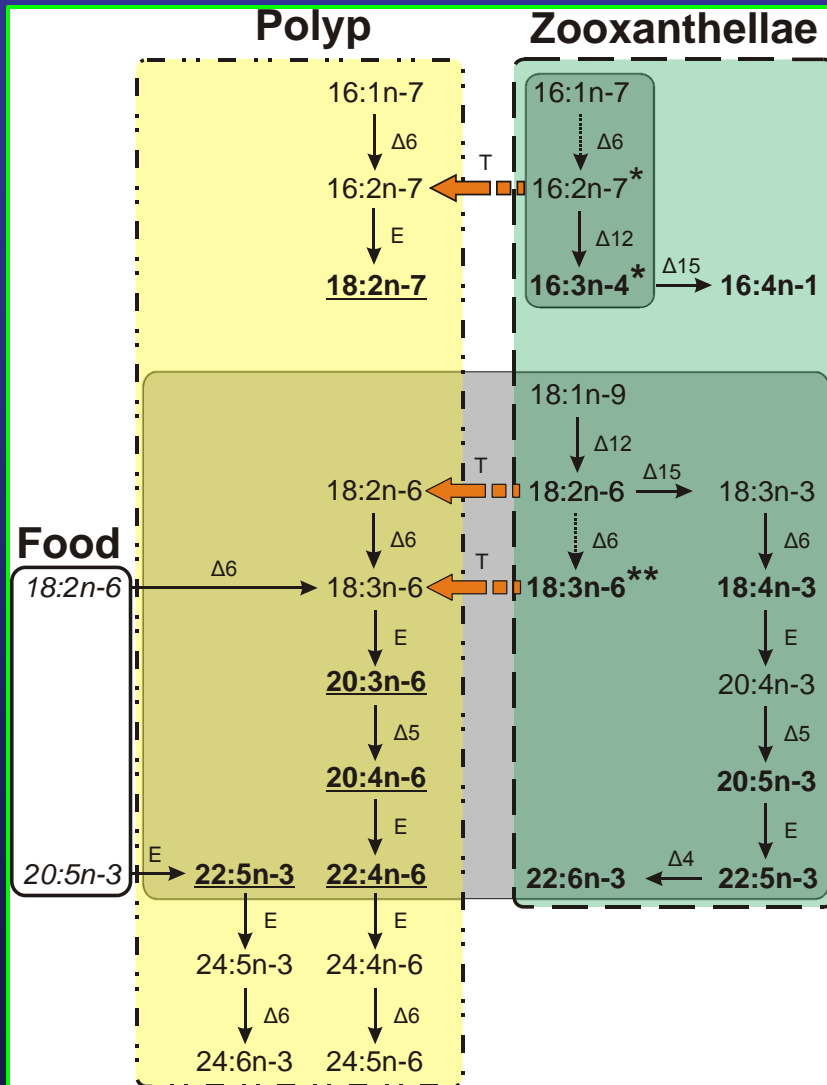 Polyp Zooxanthellae
16:1n-7 16:1n-7
Δ6 Δ6
T
16:2n-7 16:2n-7*
E Δ12
Δ15
18:2n-7 16:3n-4* 16:4n-1
18:1n-9
Δ12
T Δ15
18:2n-6 18:2n-6 18:3n-3
Food
Δ6 Δ6 Δ6
Δ6 T
18:2n-6 18:3n-6 18:3n-6** 18:4n-3
E E
20:3n-6 20:4n-3
Δ5 Δ5
20:4n-6 20:5n-3
E E
E Δ4
20:5n-3 22:5n-3 22:4n-6 22:6n-3 22:5n-3
E E
24:5n-3 24:4n-6
Δ6 Δ6
24:6n-3 24:5n-6